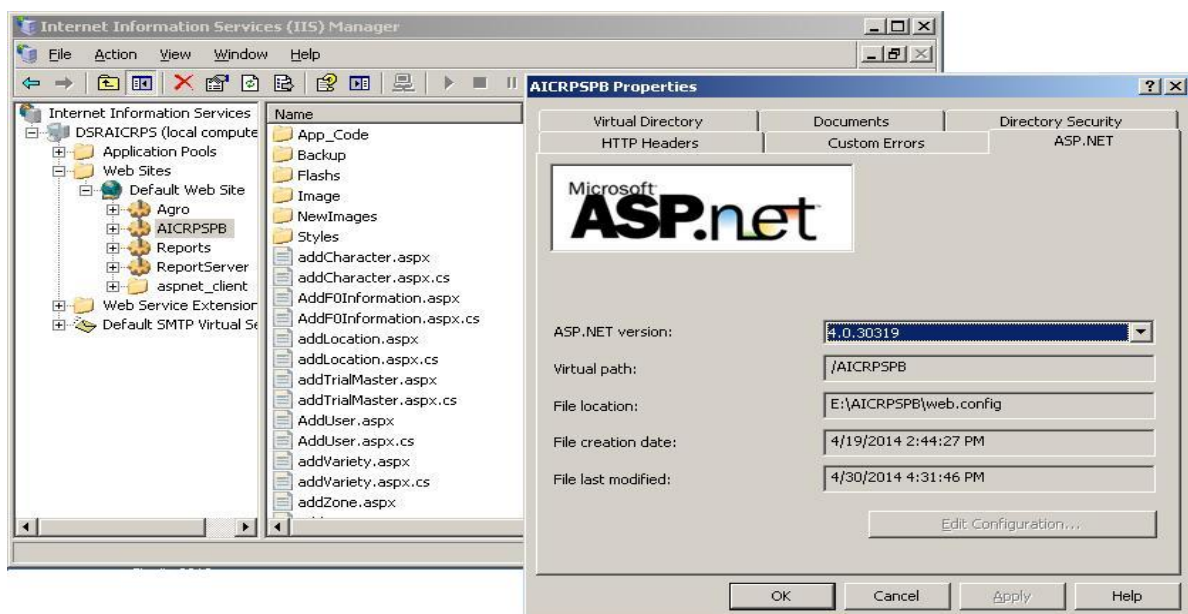 Internet Information Services (IIS) Manager
File Action View Window Help
Internet Information Services
DSRAICRPS (local compute
Application Pools
Web Sites
Default Web Site
Agro
AICRPSPB
Reports
ReportServer
aspnet_client
Web Service Extension
Default SMTP Virtual Se
Name
App_Code
Backup
Flashs
Image
NewImages
Styles
addCharacter.aspx
addCharacter.aspx.cs
AddF0Information.aspx
AddF0Information.aspx.cs
addLocation.aspx
addLocation.aspx.cs
addTrialMaster.aspx
addTrialMaster.aspx.cs
AddUser.aspx
AddUser.aspx.cs
addVariety.aspx
addVariety.aspx.cs
addZone.aspx
AICRPSPB Properties
Virtual Directory Documents Directory Security
HTTP Headers Custom Errors ASP.NET
Microsoft
ASP.net
ASP.NET version: 4.0.30319
Virtual path: /AICRPSPB
File location: E:\AICRPSPB\web.config
File creation date: 4/19/2014 2:44:27 PM
File last modified: 4/30/2014 4:31:46 PM
Edit Configuration...
OK Cancel Apply Help